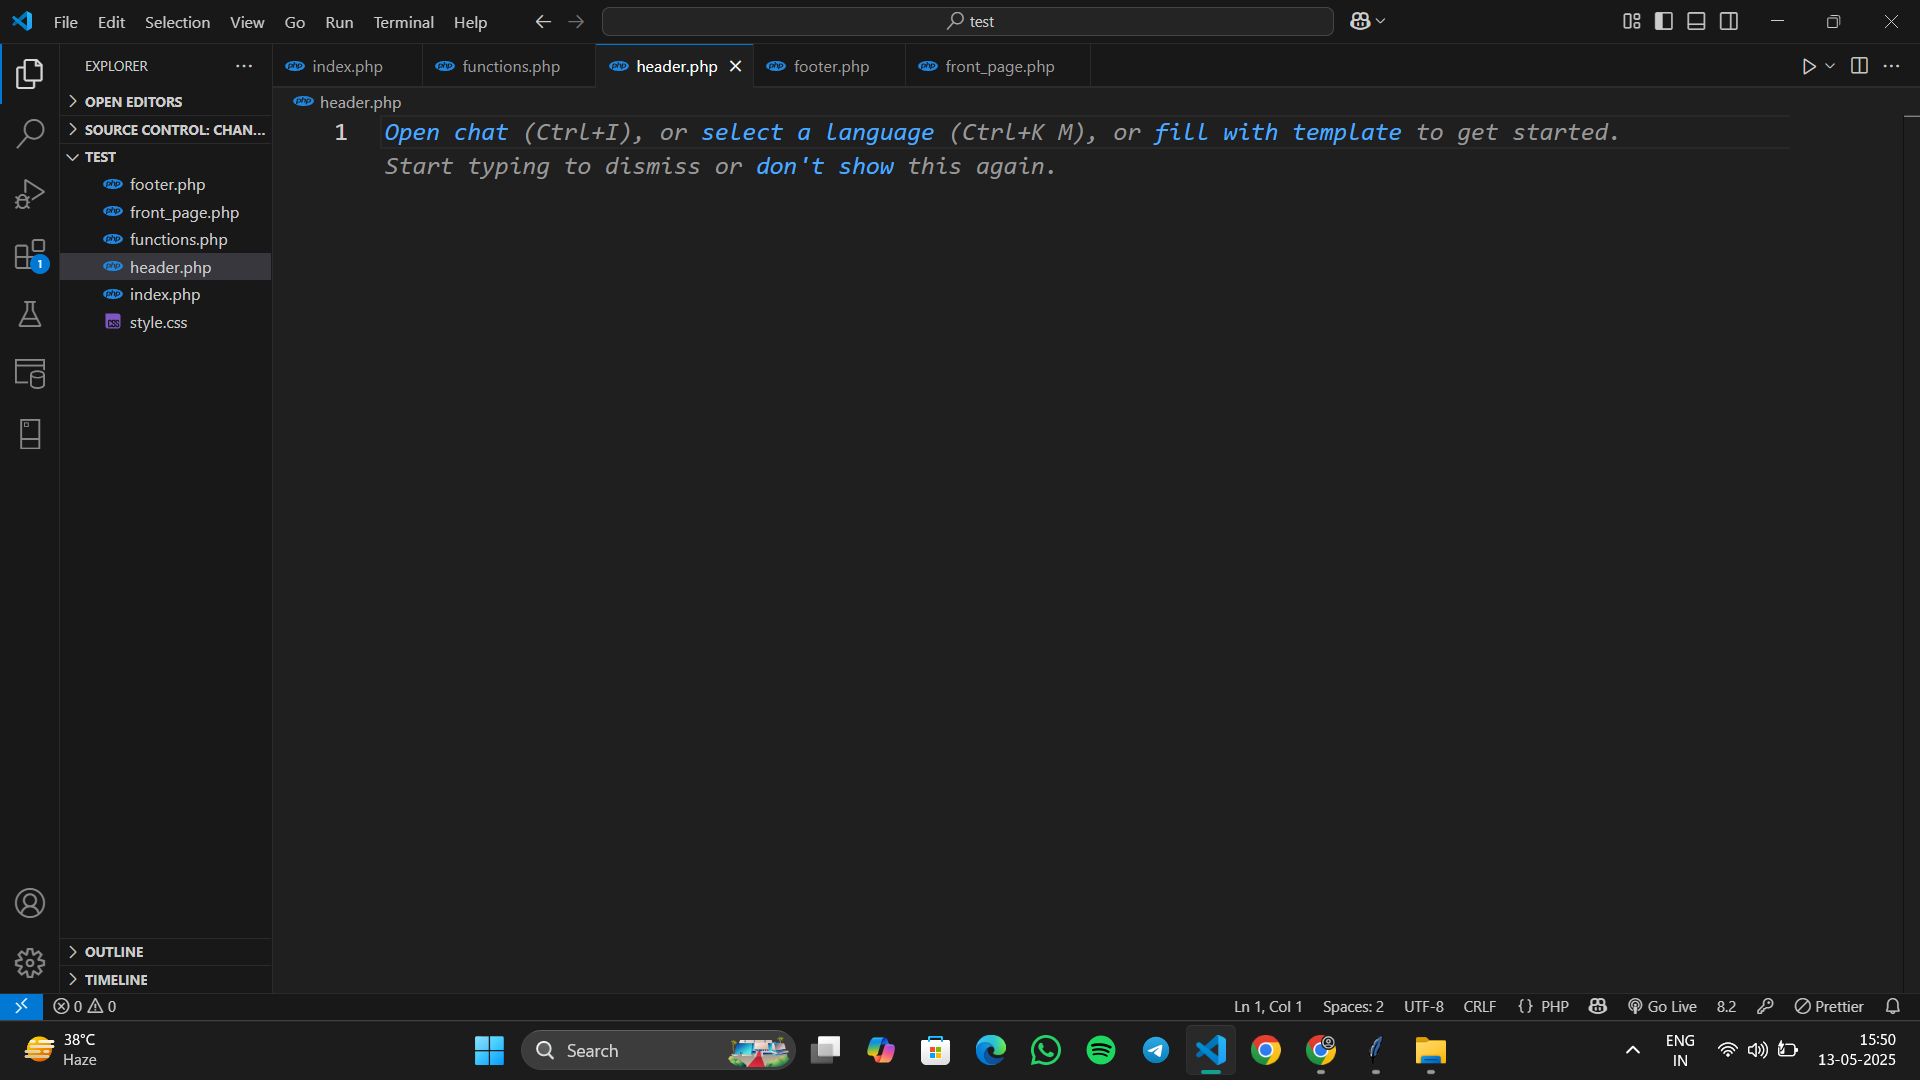 File Edit Selection View Go Run Terminal Help
test
EXPLORER
index.php
functions.php
header.php
footer.php
front_page.php
OPEN EDITORS
SOURCE CONTROL: CHAN...
TEST
footer.php
front_page.php
functions.php
header.php
index.php
style.css
OUTLINE
TIMELINE
header.php
1 Open chat (Ctrl+I), or select a language (Ctrl+K M), or fill with template to get started.
Start typing to dismiss or don't show this again.
1
0 0
Ln 1, Col 1 Spaces: 2 UTF-8 CRLF {} PHP Go Live 8.2 Prettier
38°C
Haze
Search
ENG
IN
15:50
13-05-2025